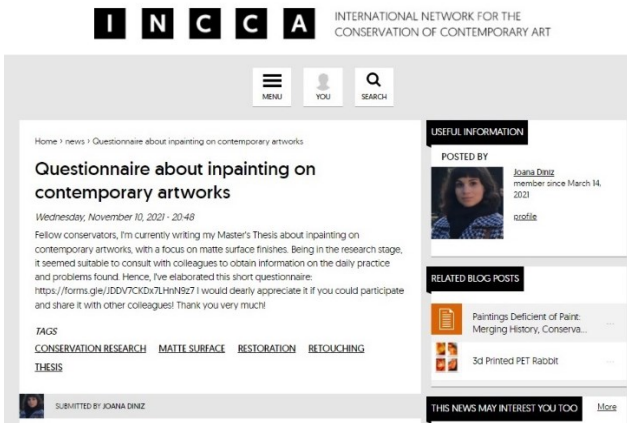 INCCA
INTERNATIONAL NETWORK FOR THE
CONSERVATION OF CONTEMPORARY ART
MENU
YOU
SEARCH
Home › news › Questionnaire about inpainting on contemporary artworks
Questionnaire about inpainting on
contemporary artworks
Wednesday, November 10, 2021 - 20:48
Fellow conservators, I'm currently writing my Master's Thesis about inpainting on
contemporary artworks, with a focus on matte surface finishes. Being in the research stage,
it seemed suitable to consult with colleagues to obtain information on the daily practice
and problems found. Hence, I've elaborated this short questionnaire:
https://forms.gle/JDDV7CKDx7LHnN9z7 I would dearly appreciate it if you could participate
and share it with other colleagues! Thank you very much!
TAGS
CONSERVATION RESEARCH MATTE SURFACE RESTORATION RETOUCHING
THESIS
SUBMITTED BY JOANA DINIZ
USEFUL INFORMATION
POSTED BY
Joana Diniz
member since March 14,
2021
profile
RELATED BLOG POSTS
Paintings Deficient of Paint:
Merging History, Conserva...
...
3d Printed PET Rabbit
...
THIS NEWS MAY INTEREST YOU TOO More